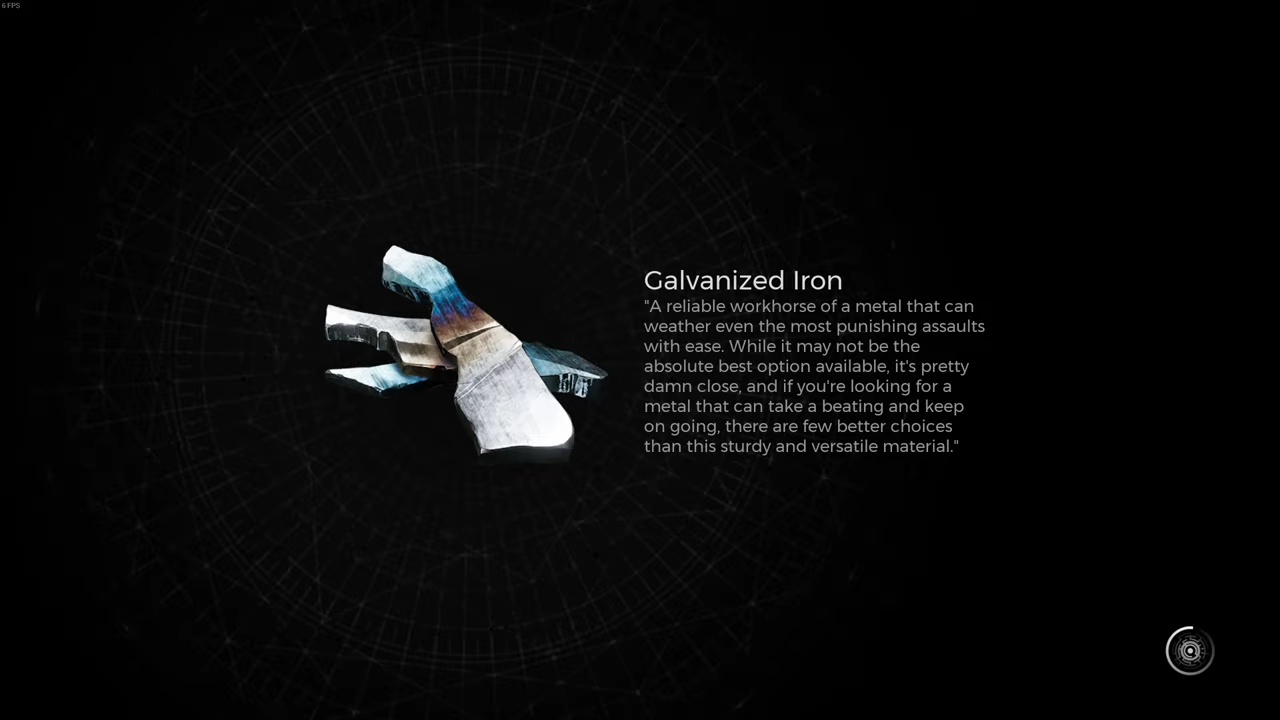 6 FPS
Galvanized Iron
"A reliable workhorse of a metal that can
weather even the most punishing assaults
with ease. While it may not be the
absolute best option available, it's pretty
damn close, and if you're looking for a
metal that can take a beating and keep
on going, there are few better choices
than this sturdy and versatile material."